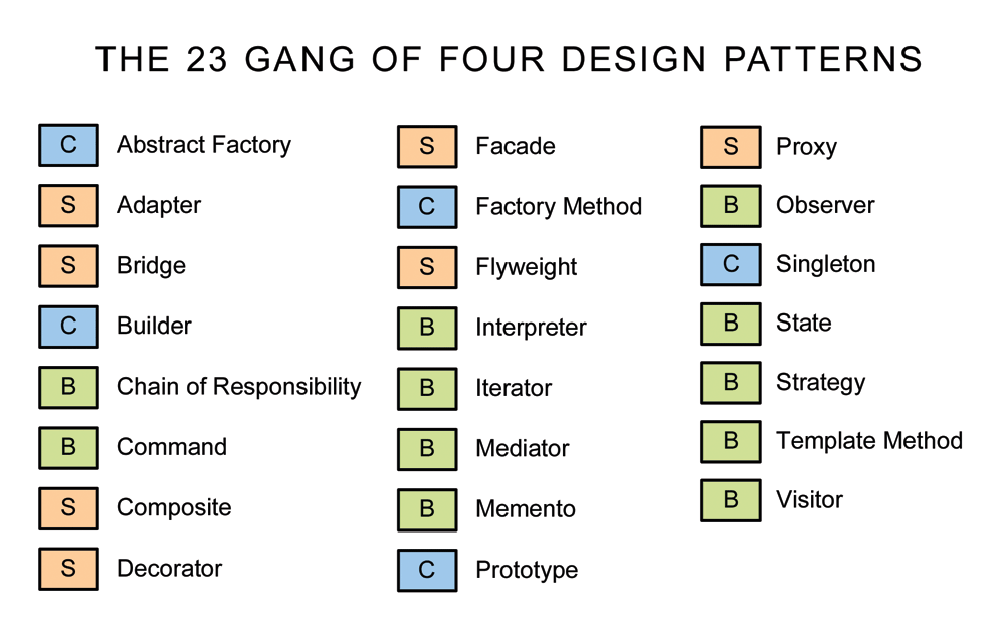 THE 23 GANG OF FOUR DESIGN PATTERNS
C Abstract Factory
S Adapter
S Bridge
C Builder
B Chain of Responsibility
B Command
S Composite
S Decorator
S Facade
C Factory Method
S Flyweight
B Interpreter
B Iterator
B Mediator
B Memento
C Prototype
S Proxy
B Observer
C Singleton
B State
B Strategy
B Template Method
B Visitor